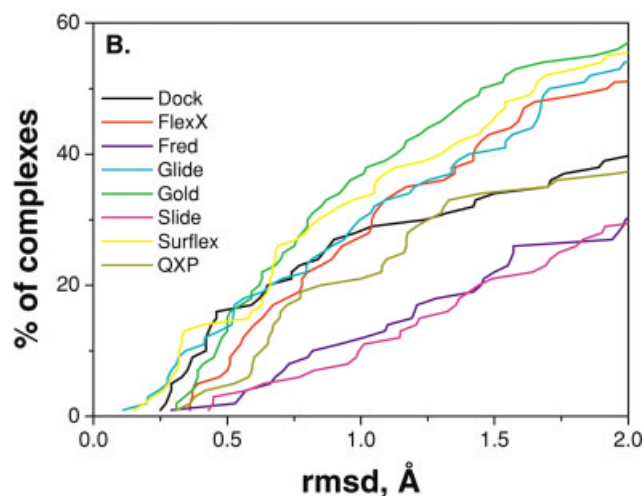 B.
60
40
20
0
% of complexes
Dock
FlexX
Fred
Glide
Gold
Slide
Surflex
QXP
0.0 0.5 1.0 1.5 2.0
rmsd, Å